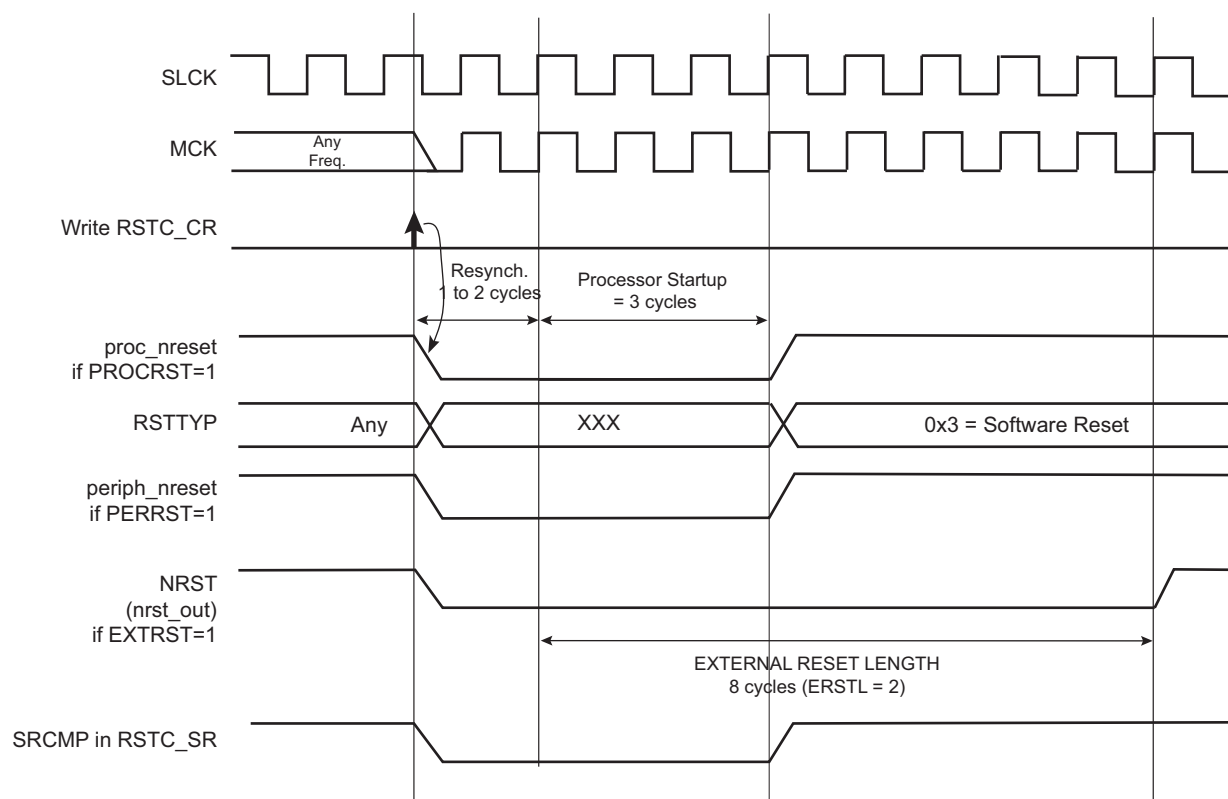 SLCK
MCK
Any
Freq.
Write RSTC_CR
Resynch.
1 to 2 cycles
Processor Startup
= 3 cycles
proc_nreset
if PROCRST=1
RSTTYP
Any
XXX
0x3 = Software Reset
periph_nreset
if PERRST=1
NRST
(nrst_out)
if EXTRST=1
EXTERNAL RESET LENGTH
8 cycles (ERSTL = 2)
SRCMP in RSTC_SR